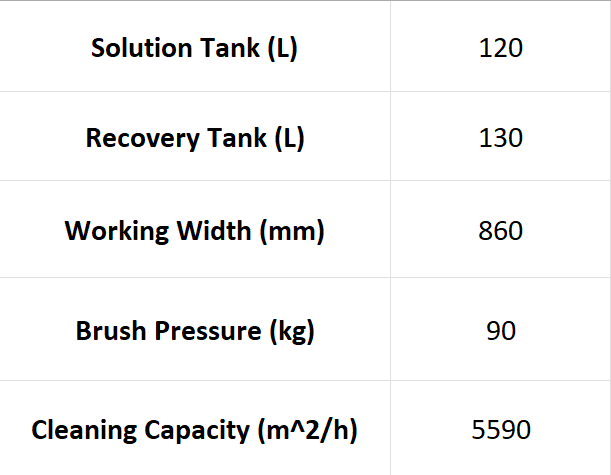 Solution Tank (L) 120
Recovery Tank (L) 130
Working Width (mm) 860
Brush Pressure (kg) 90
Cleaning Capacity (m^2/h) 5590